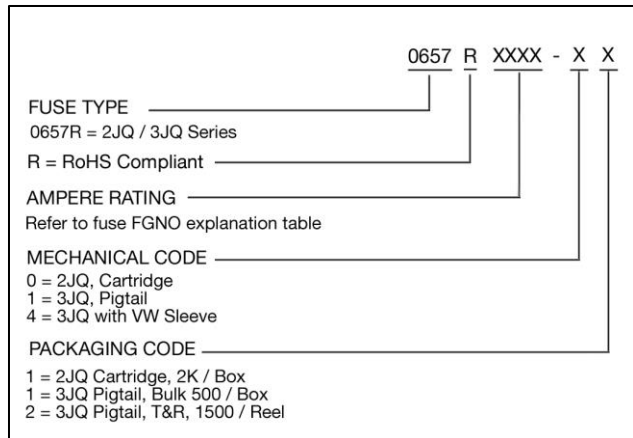 0657 R XXXX - X X
FUSE TYPE
0657R = 2JQ / 3JQ Series
R = RoHS Compliant
AMPERE RATING
Refer to fuse FGNO explanation table
MECHANICAL CODE
0 = 2JQ, Cartridge
1 = 3JQ, Pigtail
4 = 3JQ with VW Sleeve
PACKAGING CODE
1 = 2JQ Cartridge, 2K / Box
1 = 3JQ Pigtail, Bulk 500 / Box
2 = 3JQ Pigtail, T&R, 1500 / Reel